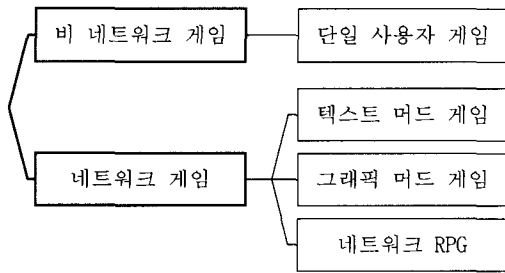 비 네트워크 게임
단일 사용자 게임
네트워크 게임
텍스트 머드 게임
그래픽 머드 게임
네트워크 RPG